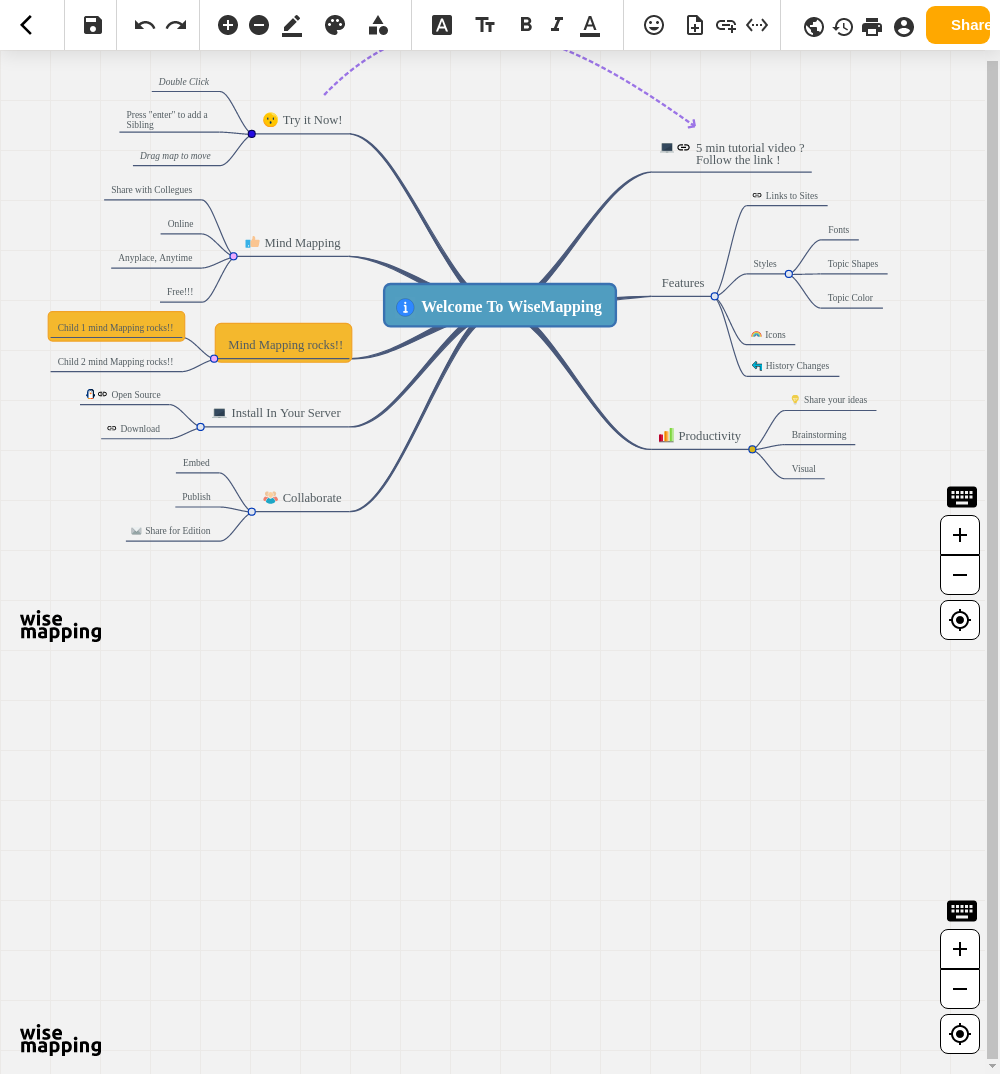 Share
Double Click
Press "enter" to add a
Sibling
Drag map to move
Try it Now!
Share with Collegues
Online
Anyplace, Anytime
Free!!!
Mind Mapping
Child 1 mind Mapping rocks!!
Child 2 mind Mapping rocks!!
Mind Mapping rocks!!
Open Source
Download
Install In Your Server
Embed
Publish
Share for Edition
Collaborate
Welcome To WiseMapping
5 min tutorial video ?
Follow the link !
Features
Links to Sites
Styles
Fonts
Topic Shapes
Topic Color
Icons
History Changes
Productivity
Share your ideas
Brainstorming
Visual
wise
mapping
wise
mapping